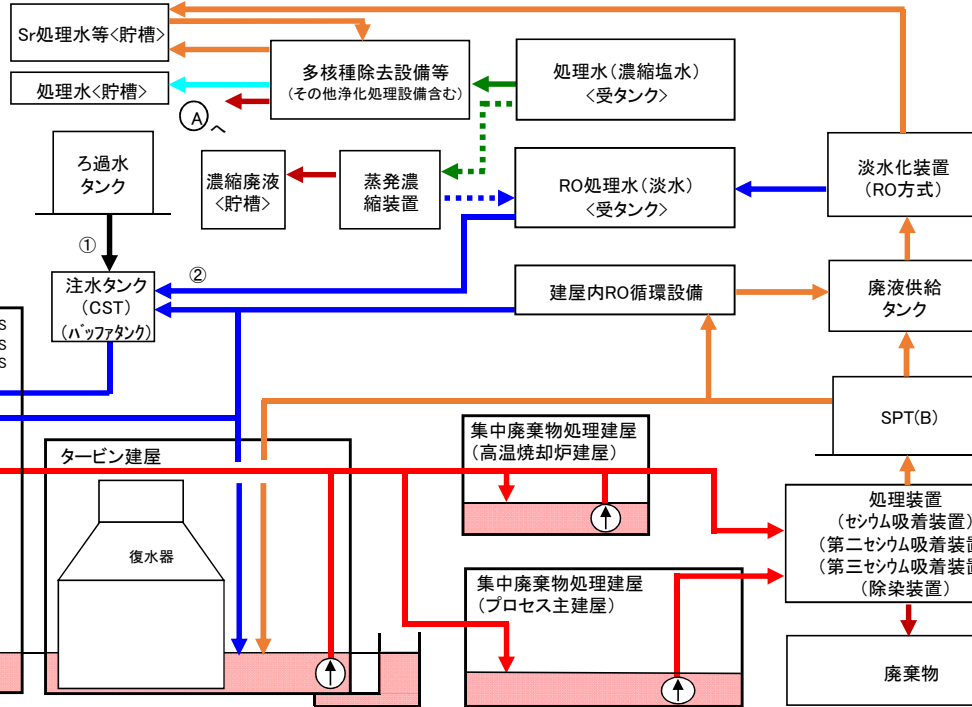 Sr処理水等<貯槽>
処理水<貯槽>
多核種除去設備等
(その他浄化処理設備含む)
A へ
処理水(濃縮塩水)
<受タンク>
ろ過水
タンク
濃縮廃液
<貯槽>
蒸発濃
縮装置
RO処理水(淡水)
<受タンク>
淡水化装置
(RO方式)
①
②
注水タンク
(CST)
(バッファタンク)
建屋内RO循環設備
廃液供給
タンク
S
S
S
SPT(B)
タービン建屋
復水器
集中廃棄物処理建屋
(高温焼却炉建屋)
集中廃棄物処理建屋
(プロセス主建屋)
処理装置
(セシウム吸着装置)
(第二セシウム吸着装置
(第三セシウム吸着装置
(除染装置)
廃棄物